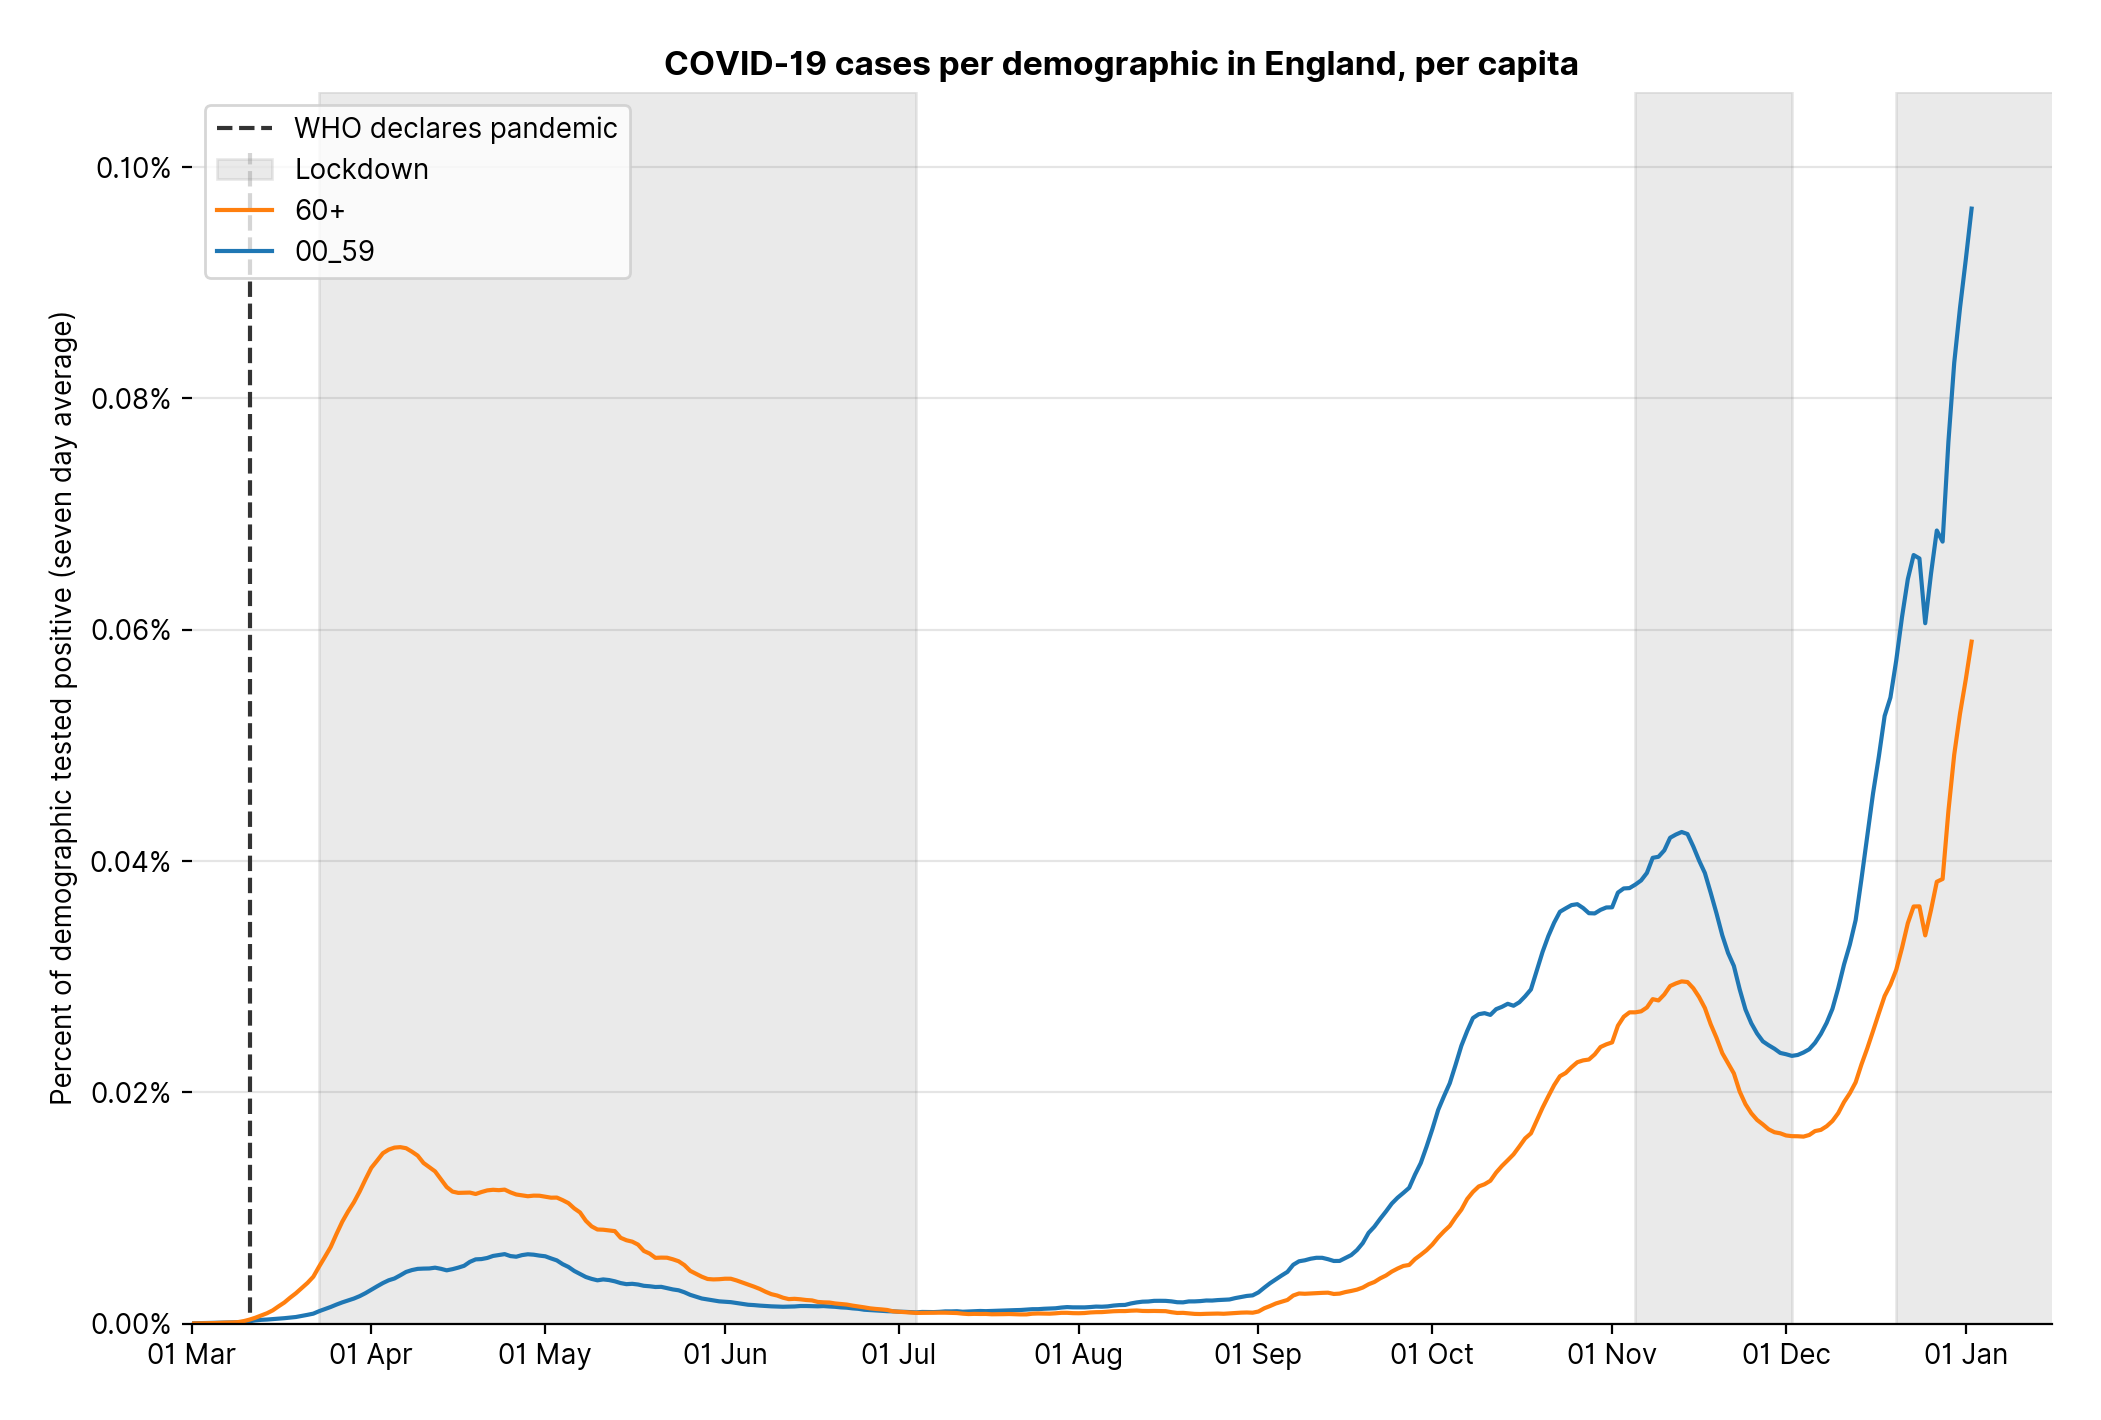 COVID-19 cases per demographic in England, per capita
WHO declares pandemic
Lockdown
60+
00_59
Percent of demographic tested positive (seven day average)
0.10%
0.08%
0.06%
0.04%
0.02%
0.00%
01 Mar
01 Apr
01 May
01 Jun
01 Jul
01 Aug
01 Sep
01 Oct
01 Nov
01 Dec
01 Jan